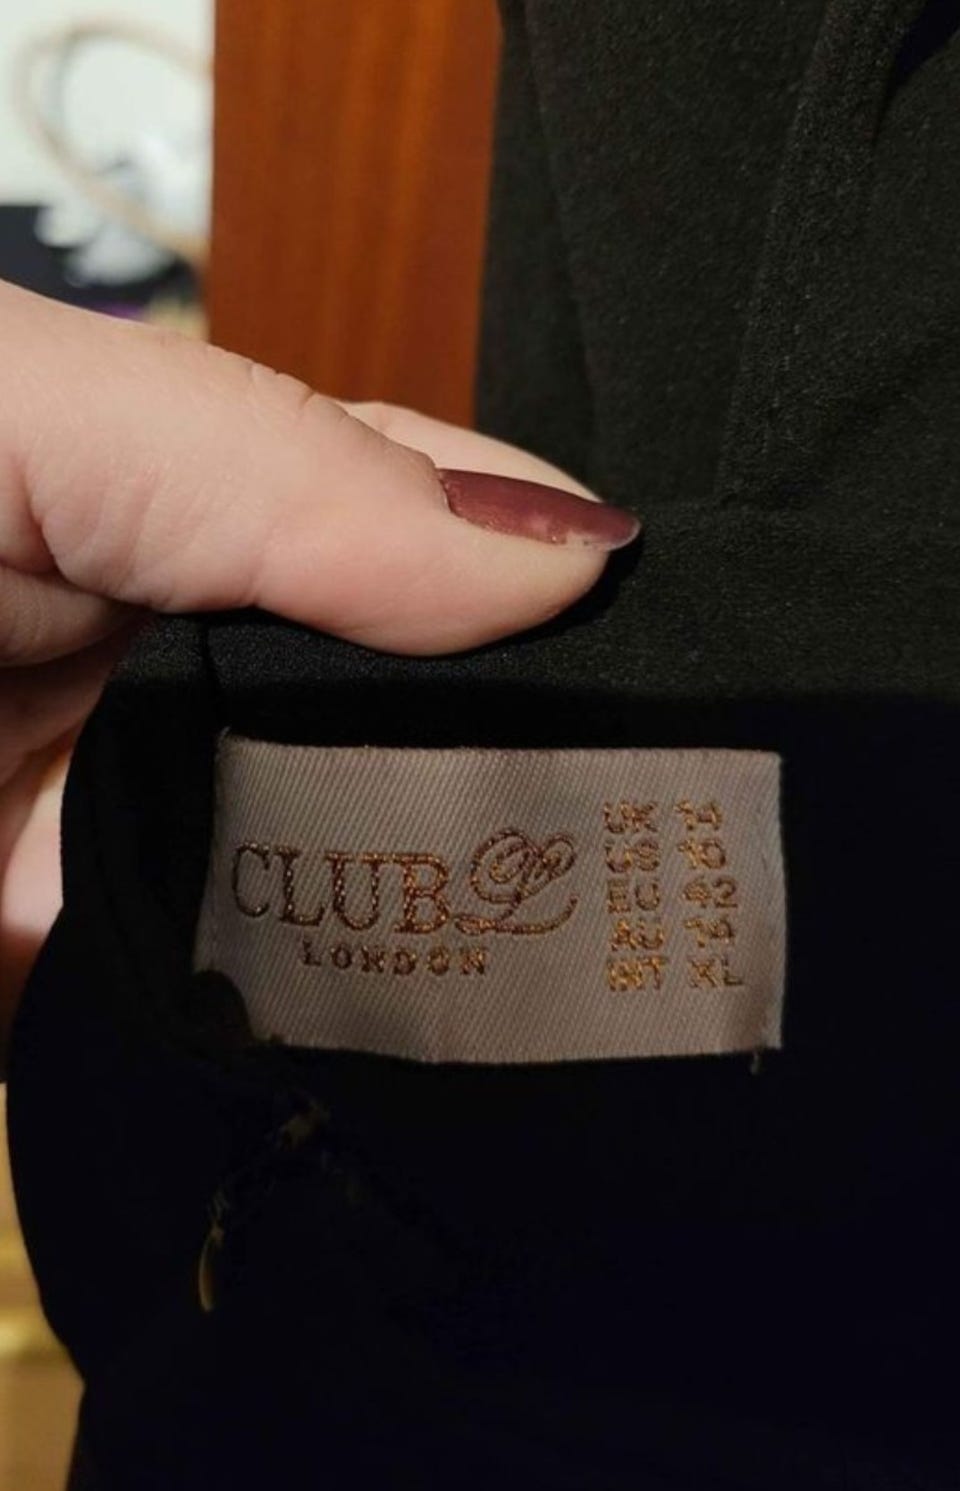 CLUB L
LONDON
UK 14
US 10
EU 42
AU 14
INT XL